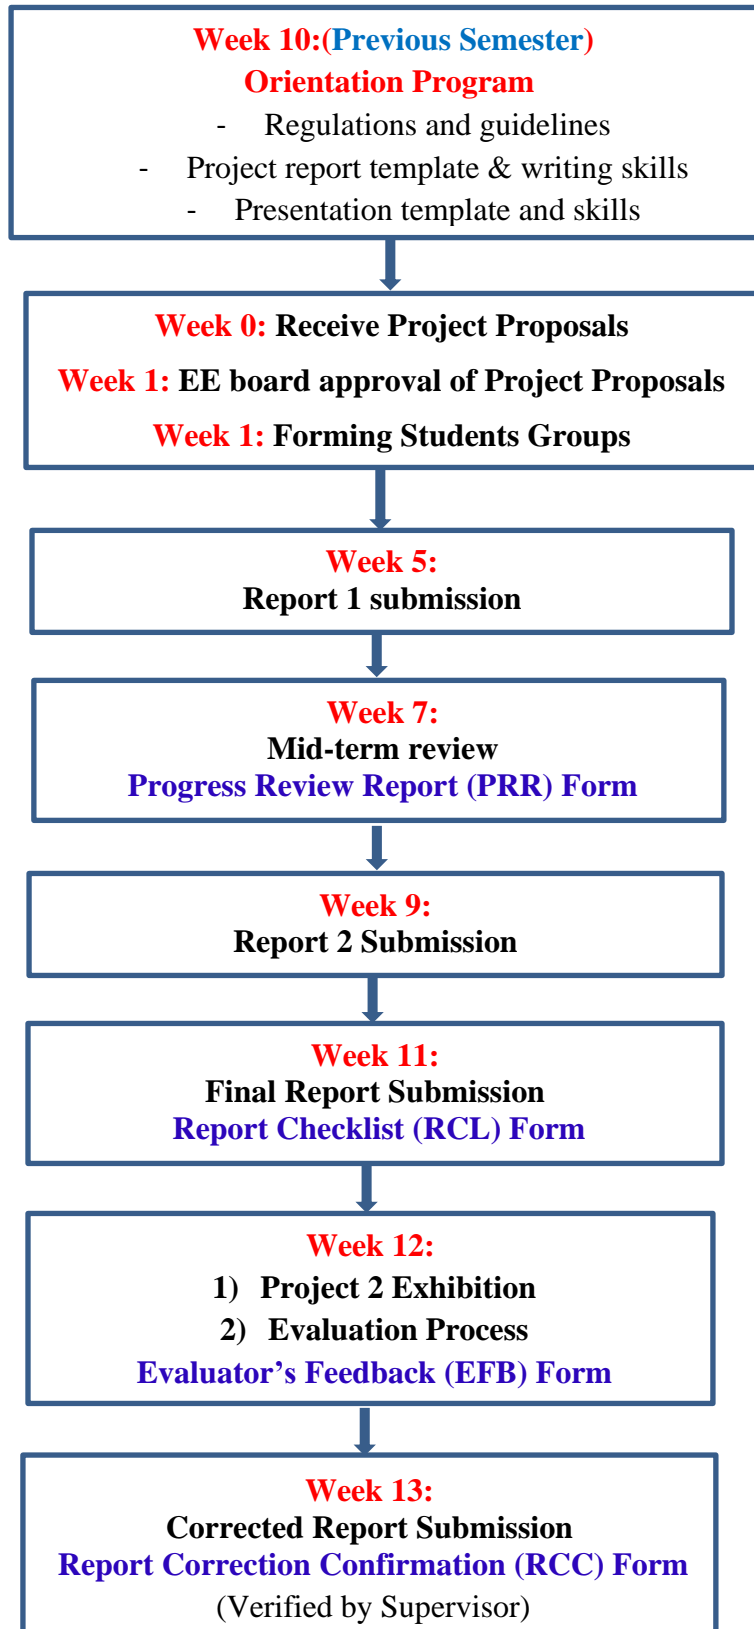 Week 10:(Previous Semester)
Orientation Program
- Regulations and guidelines
- Project report template & writing skills
- Presentation template and skills
Week 0: Receive Project Proposals
Week 1: EE board approval of Project Proposals
Week 1: Forming Students Groups
Week 5:
Report 1 submission
Week 7:
Mid-term review
Progress Review Report (PRR) Form
Week 9:
Report 2 Submission
Week 11:
Final Report Submission
Report Checklist (RCL) Form
Week 12:
1) Project 2 Exhibition
2) Evaluation Process
Evaluator’s Feedback (EFB) Form
Week 13:
Corrected Report Submission
Report Correction Confirmation (RCC) Form
(Verified by Supervisor)